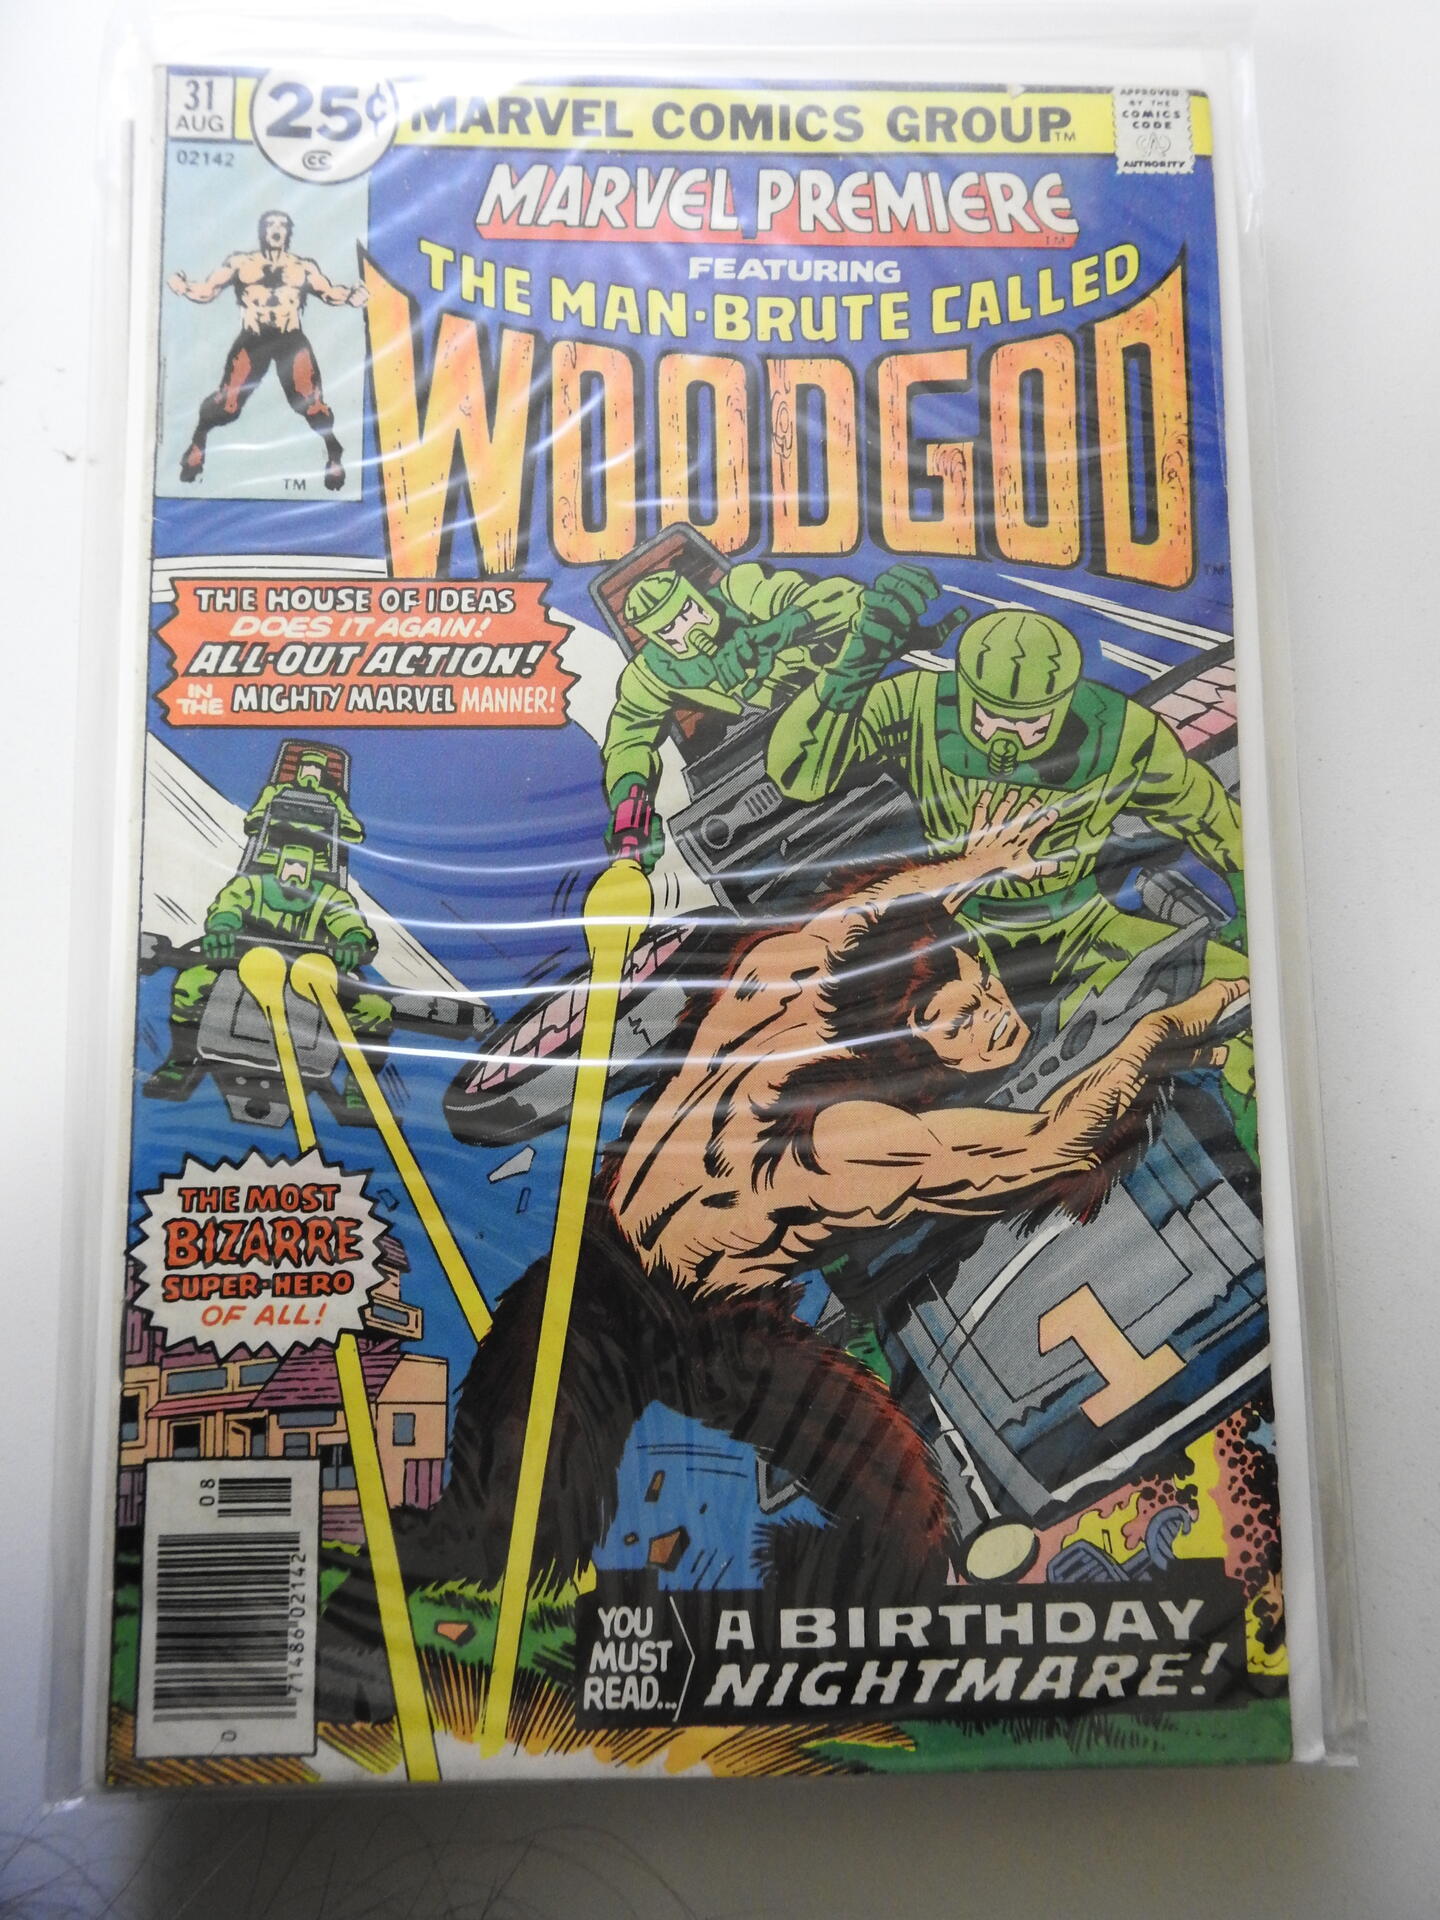 31
AUG
25¢
CC
02142
MARVEL COMICS GROUP™
APPROVED
BY THE
COMICS
CODE
AUTHORITY
MARVEL PREMIERE
TM
FEATURING
THE MAN-BRUTE CALLED
WOODGOD
TM
TM
THE HOUSE OF IDEAS
DOES IT AGAIN!
ALL-OUT ACTION!
IN THE MIGHTY MARVEL MANNER!
THE MOST
BIZARRE
SUPER-HERO
OF ALL!
1
08
71486 02142
0
YOU
MUST
READ...
A BIRTHDAY
NIGHTMARE!